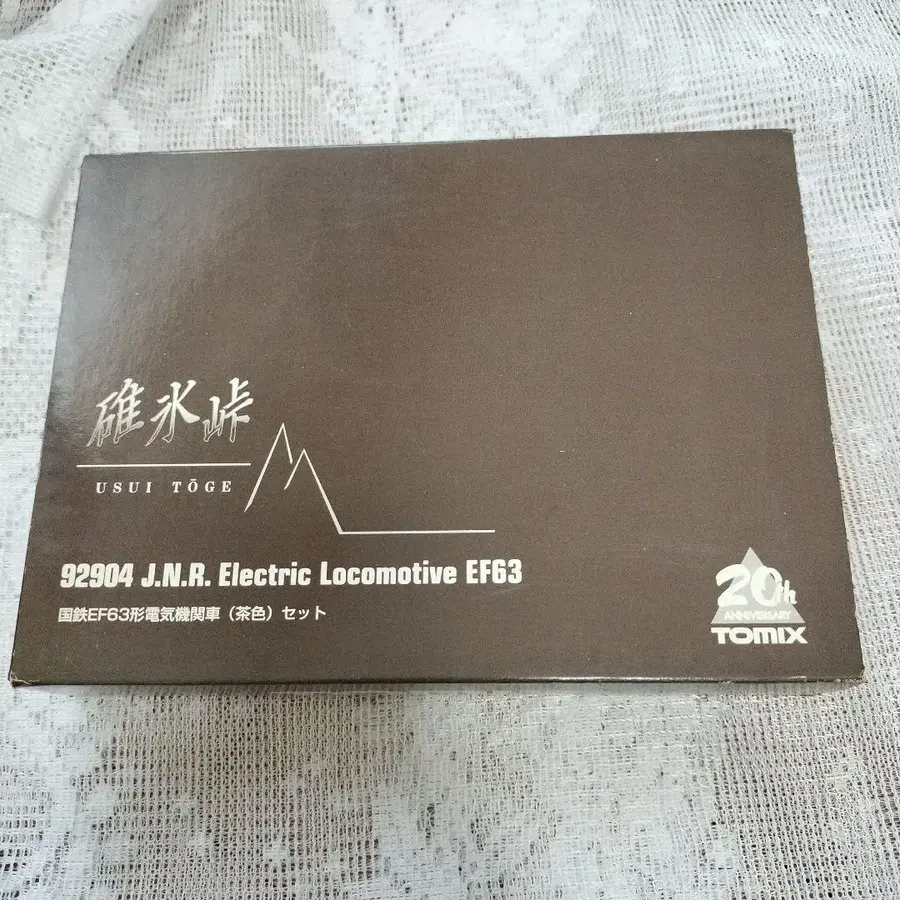 碓氷峠
USUI TŌGE
92904 J.N.R. Electric Locomotive EF63
国鉄EF63形電気機関車（茶色）セット
20th
ANNIVERSARY
TOMIX